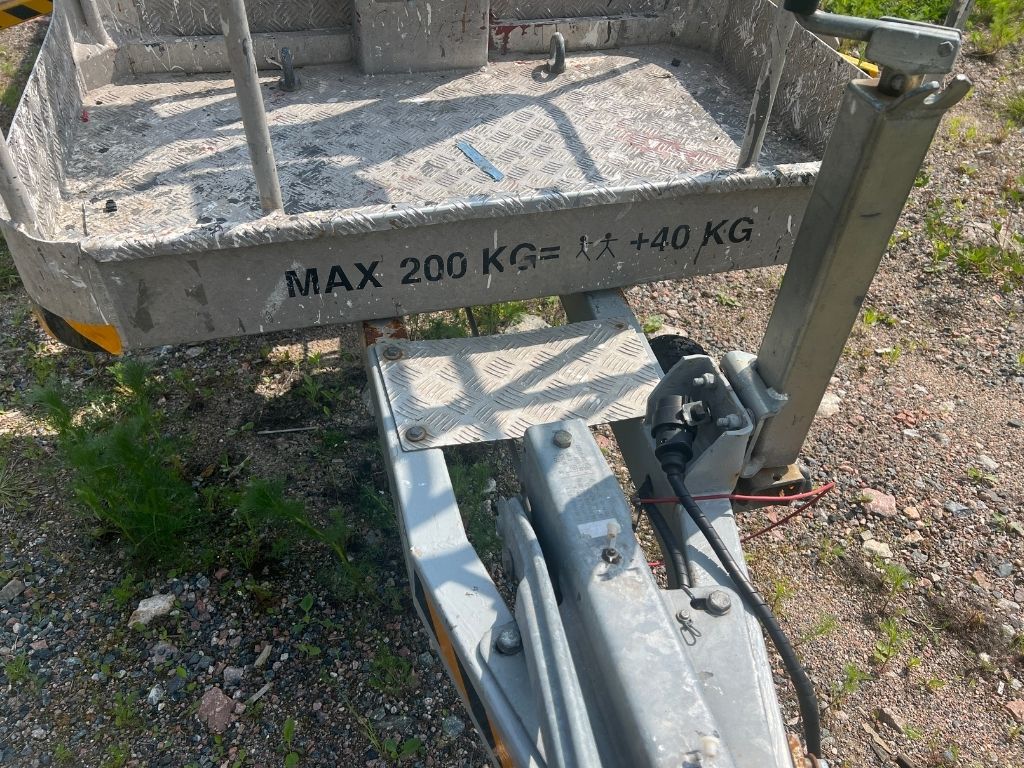 MAX 200 KG= +40 KG